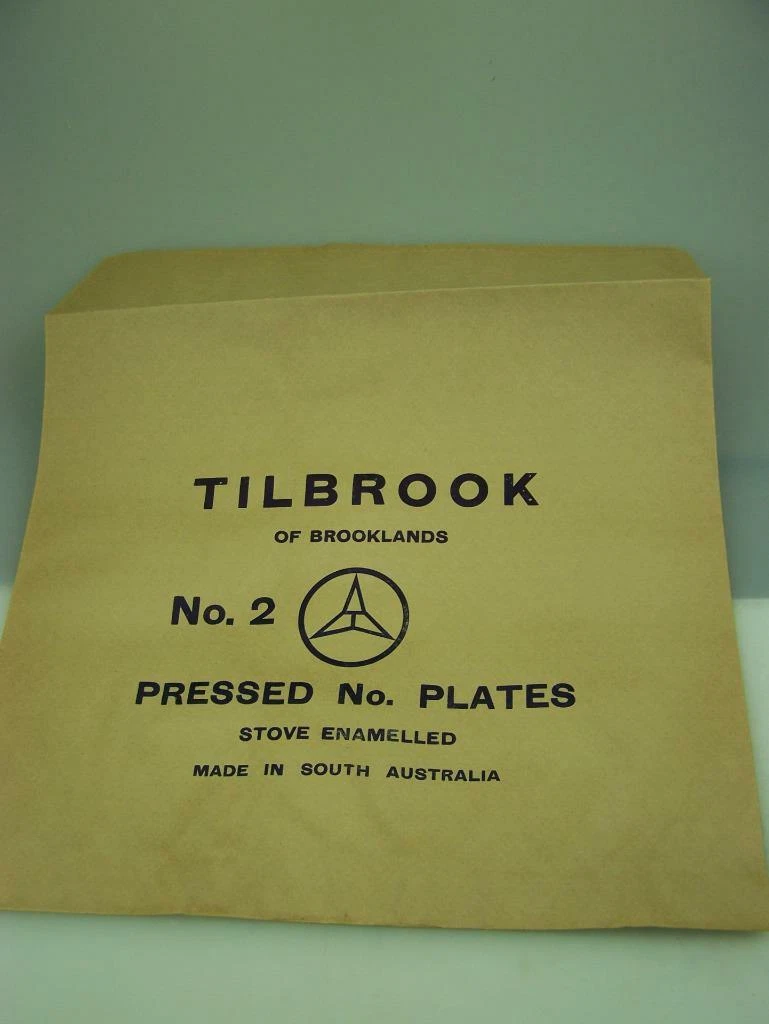 TILBROOK
OF BROOKLANDS
No. 2
PRESSED No. PLATES
STOVE ENAMELLED
MADE IN SOUTH AUSTRALIA